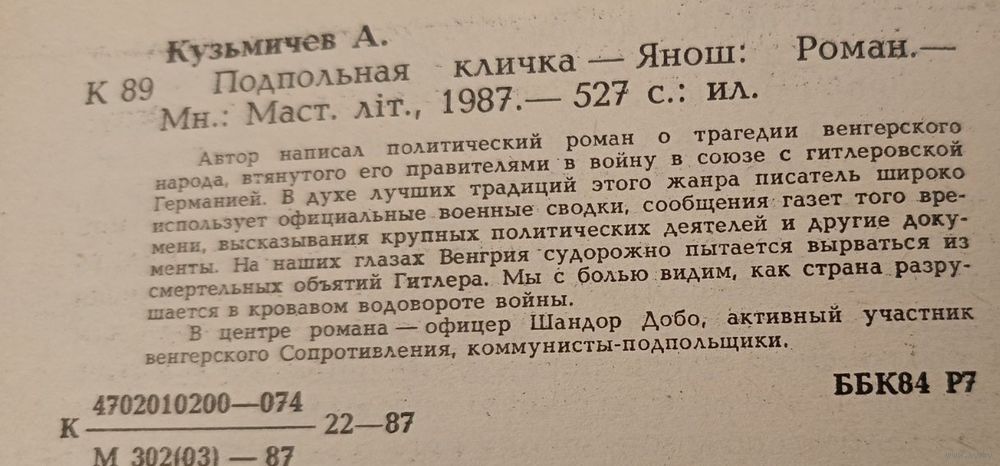 Кузьмичев А.
К 89 Подпольная кличка — Янош: Роман.—
Мн.: Маст. літ., 1987.— 527 с.: ил.
Автор написал политический роман о трагедии венгерского
народа, втянутого его правителями в войну в союзе с гитлеровской
Германией. В духе лучших традиций этого жанра писатель широко
использует официальные военные сводки, сообщения газет того вре-
мени, высказывания крупных политических деятелей и другие доку-
менты. На наших глазах Венгрия судорожно пытается вырваться из
смертельных объятий Гитлера. Мы с болью видим, как страна разру-
шается в кровавом водовороте войны.
В центре романа — офицер Шандор Добо, активный участник
венгерского Сопротивления, коммунисты-подпольщики.
ББК84 Р7
4702010200—074
К 22—87
М 302(03) — 87